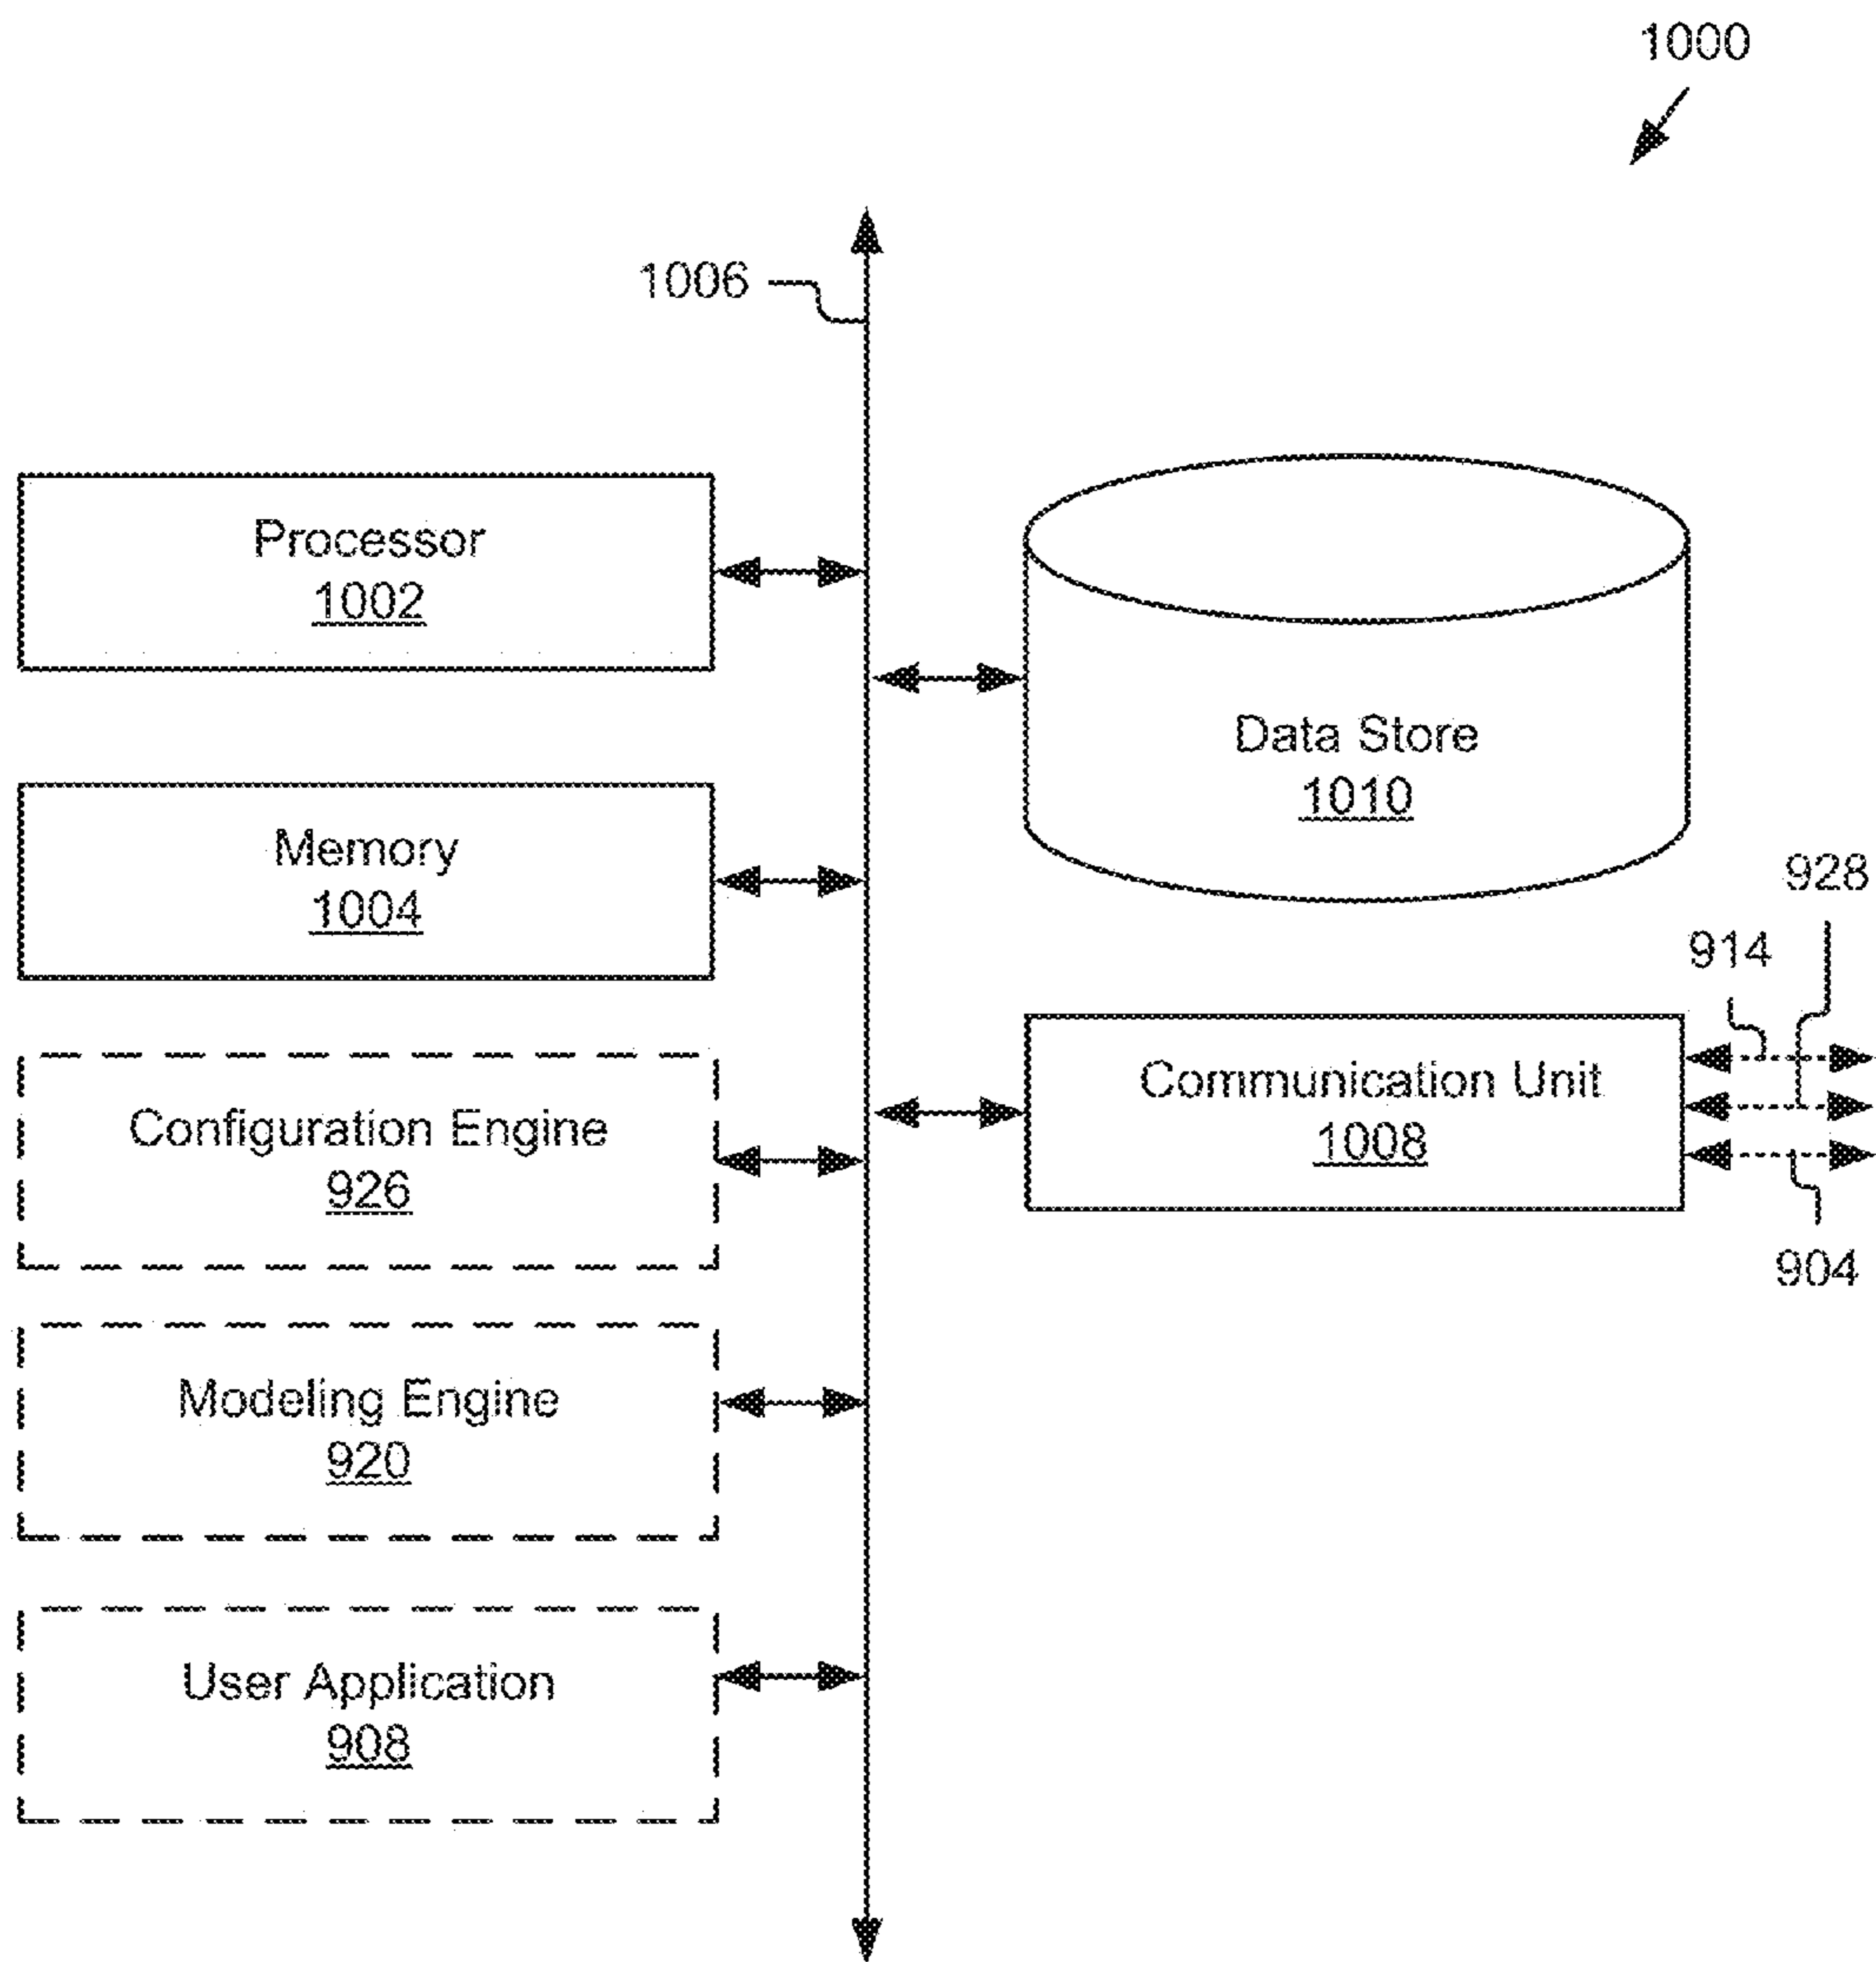 1000
1006
Processor
1002
Data Store
1010
Memory
1004
928
914
Communication Unit
1008
Configuration Engine
926
904
Modeling Engine
920
User Application
908